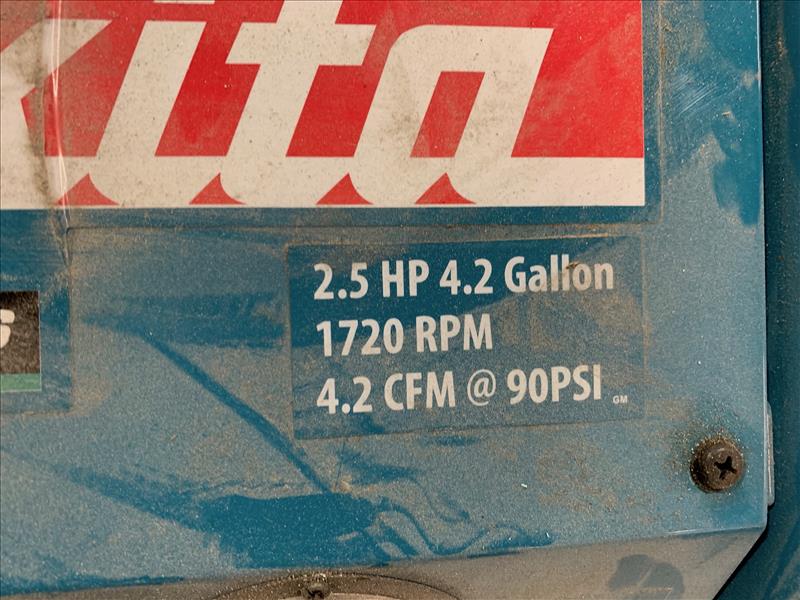 kita
2.5 HP 4.2 Gallon
1720 RPM
4.2 CFM @ 90PSI GM